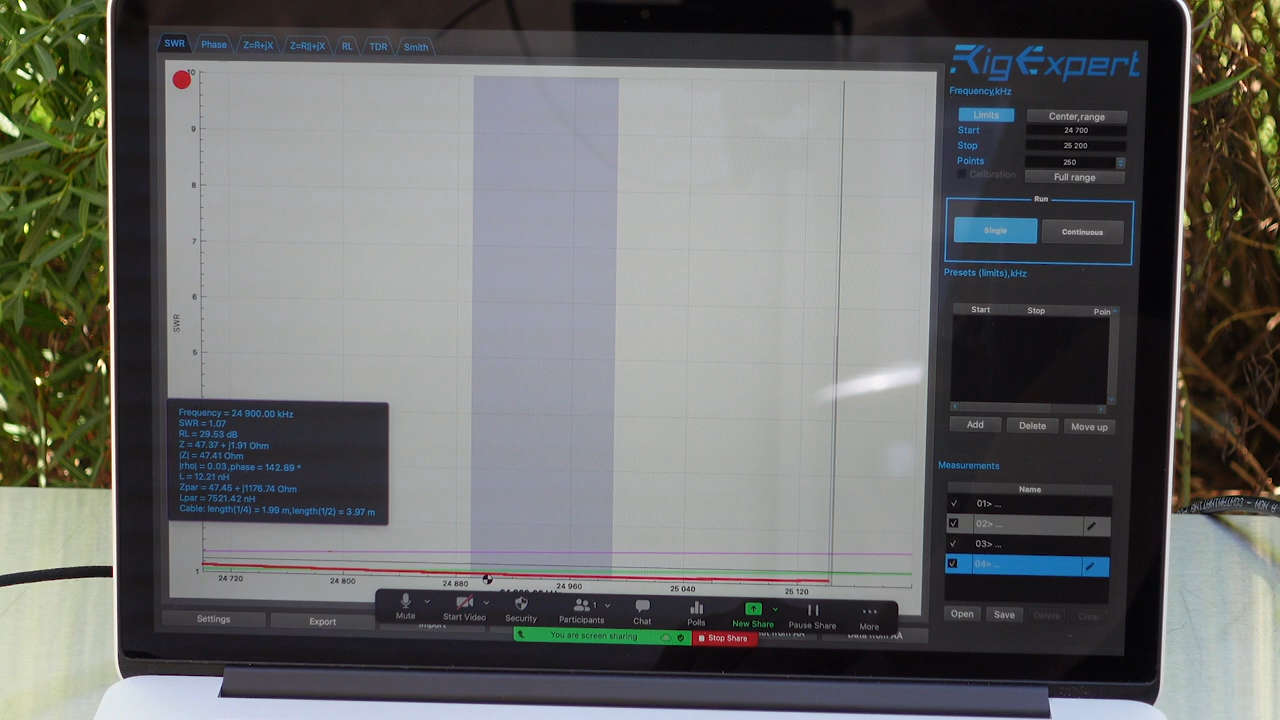 SWR Phase Z=R+jX Z=R||+jX RL TDR Smith
RigExpert
Frequency,kHz
Limits Center,range
Start 24 700
Stop 25 200
Points 250
Calibration Full range
Run
Single Continuous
Presets (limits),kHz
Start Stop Poin
Add Delete Move up
Measurements
Name
01> ...
02> ...
03> ...
04> ...
Open Save Delete Clear
10
9
8
7
6
5
1
SWR
Frequency = 24 900.00 kHz
SWR = 1.07
RL = 29.53 dB
Z = 47.37 + j1.91 Ohm
|Z| = 47.41 Ohm
|rho| = 0.03,phase = 142.89 °
L = 12.21 nH
Zpar = 47.45 + j1176.74 Ohm
Lpar = 7521.42 nH
Cable: length(1/4) = 1.99 m,length(1/2) = 3.97 m
24 720 24 800 24 880 24 960 25 040 25 120
Mute Start Video Security Participants 1 Chat Polls New Share Pause Share More
You are screen sharing Stop Share
Settings Export Import Data from AA